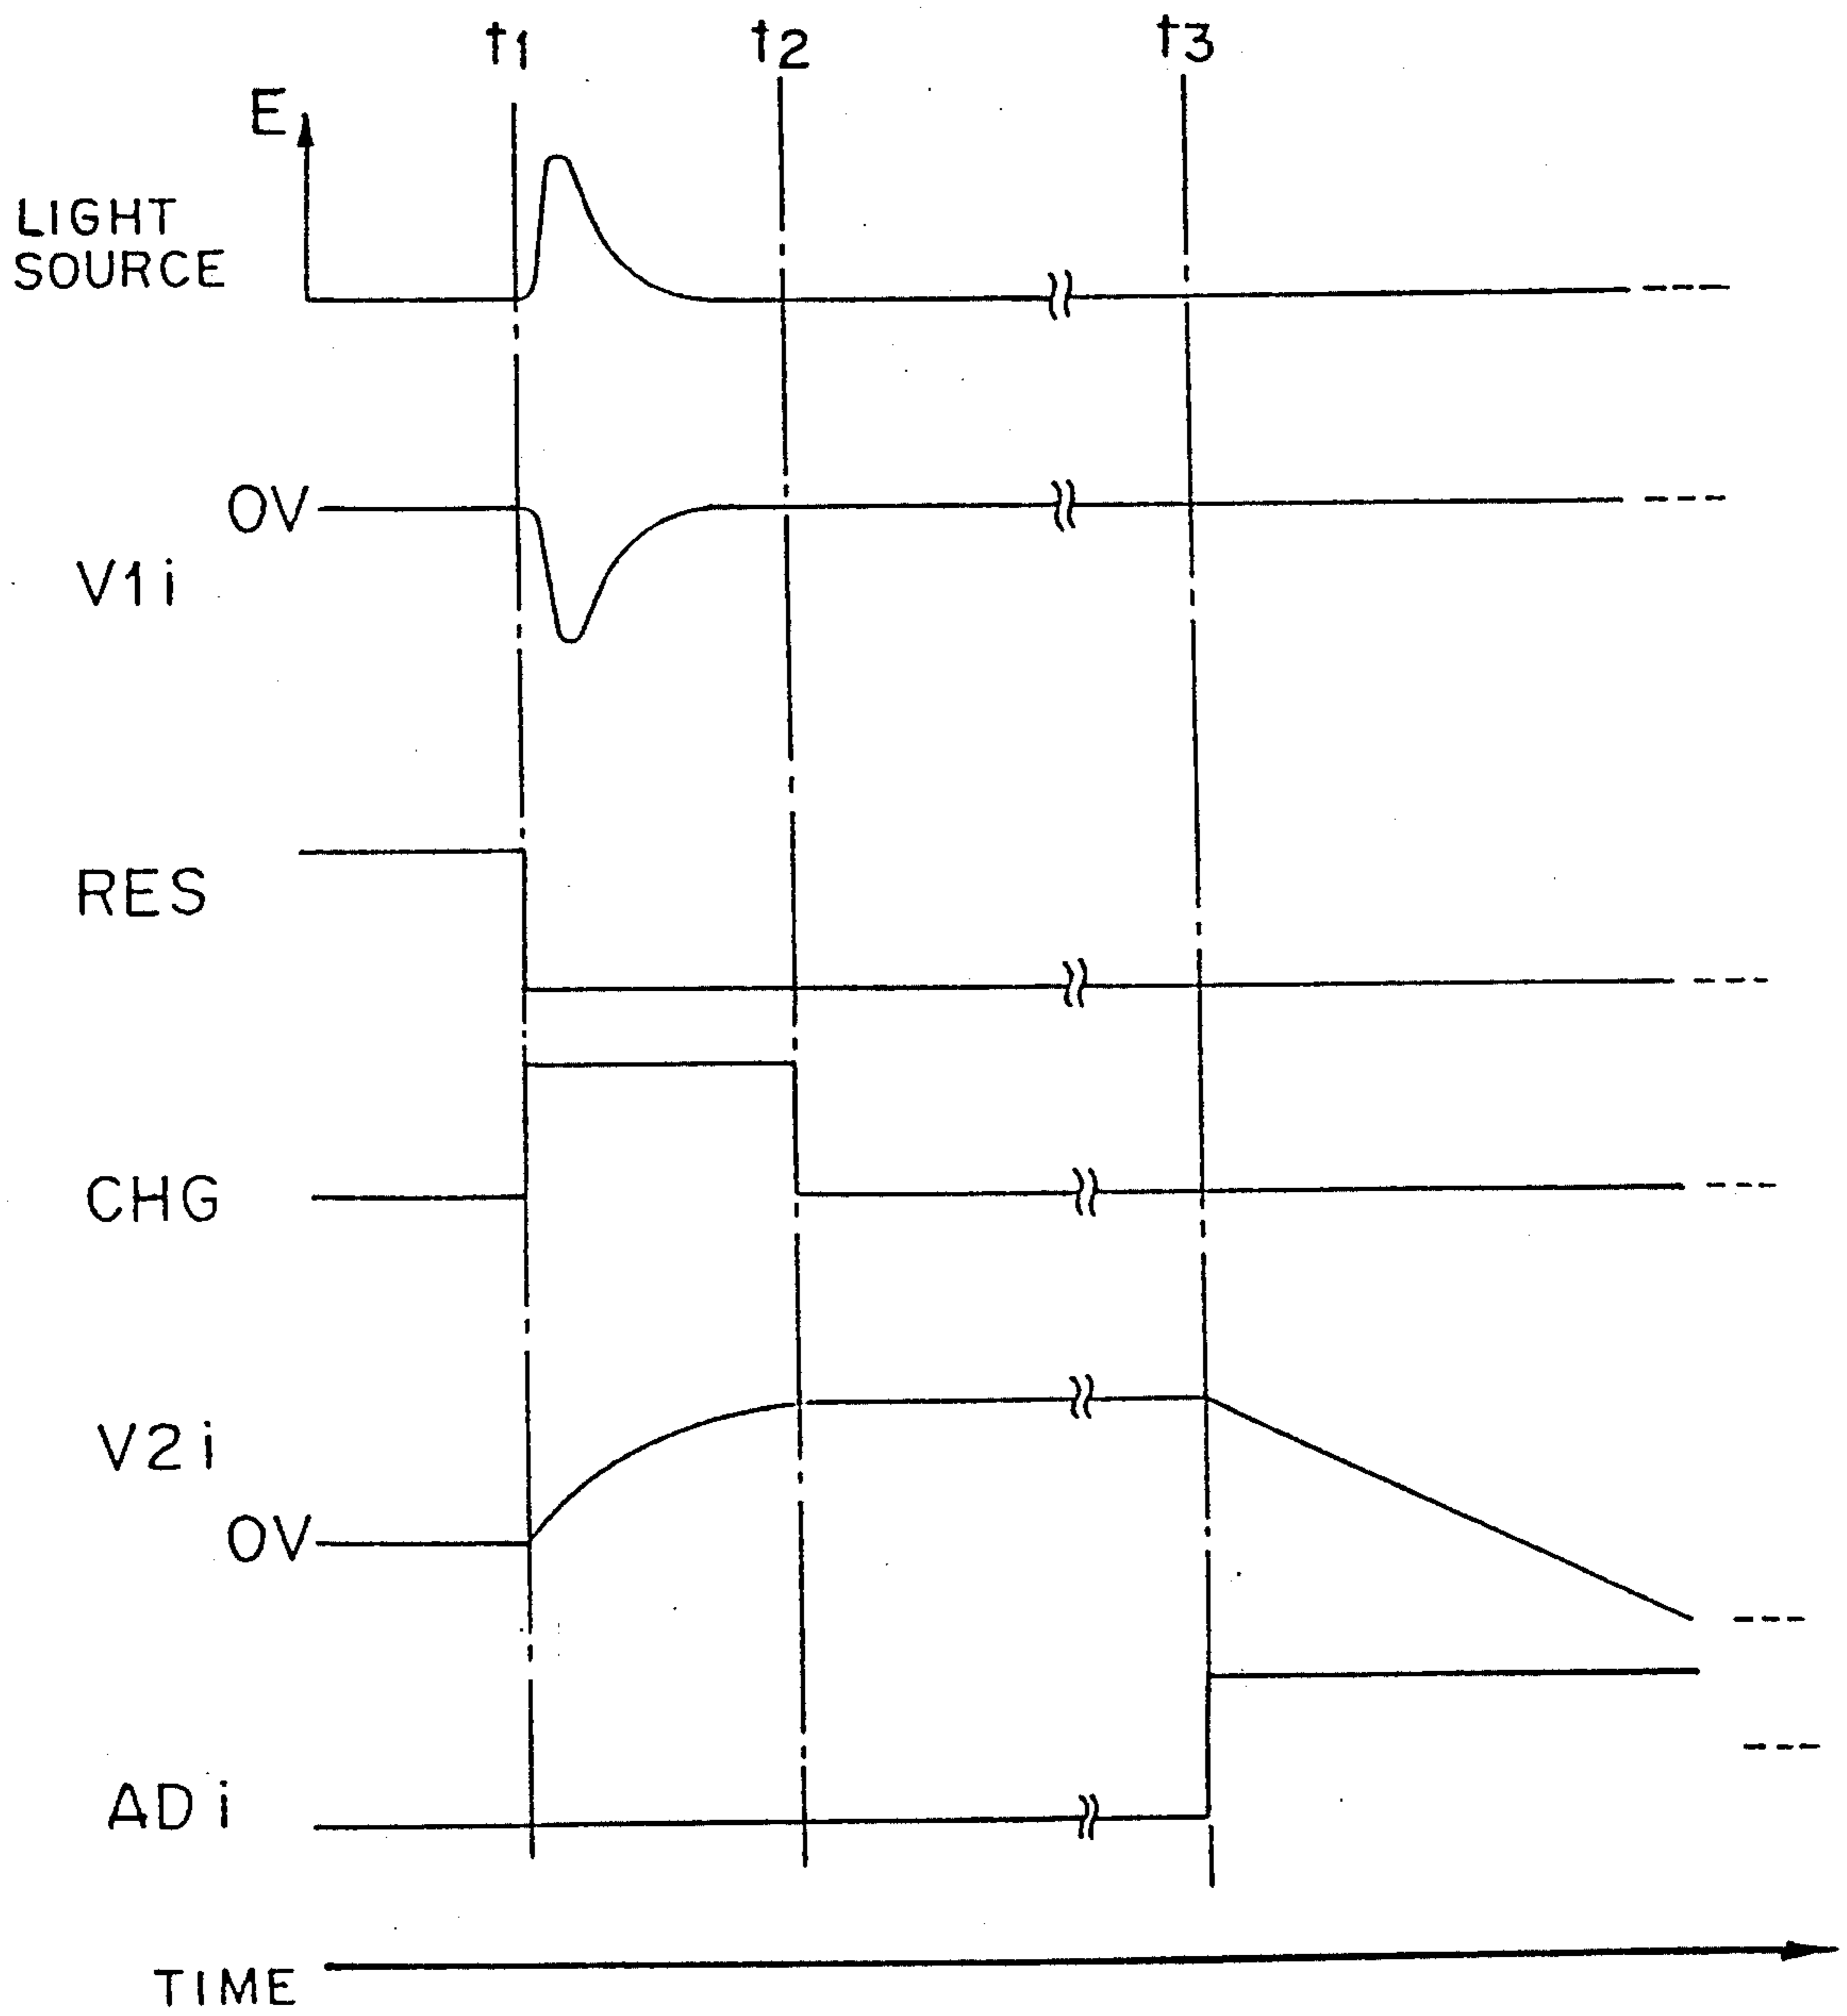 t1 t2 t3
E
LIGHT
SOURCE
0V
V1i
RES
CHG
V2i
0V
ADi
TIME